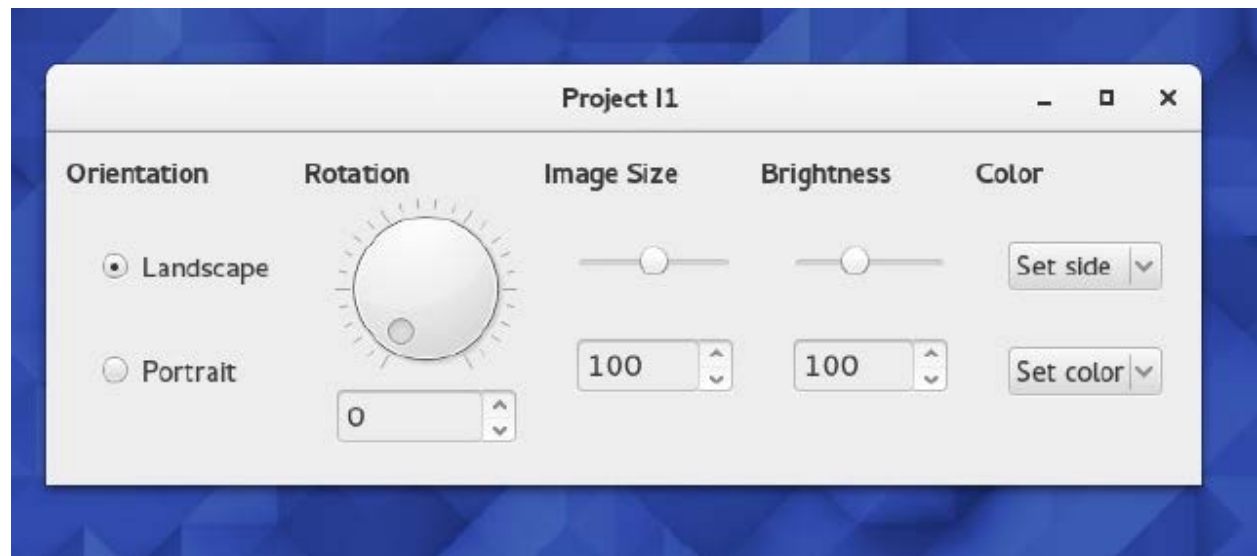 Project I1
Orientation Rotation Image Size Brightness Color
Landscape Set side
100 100
Portrait Set color
0